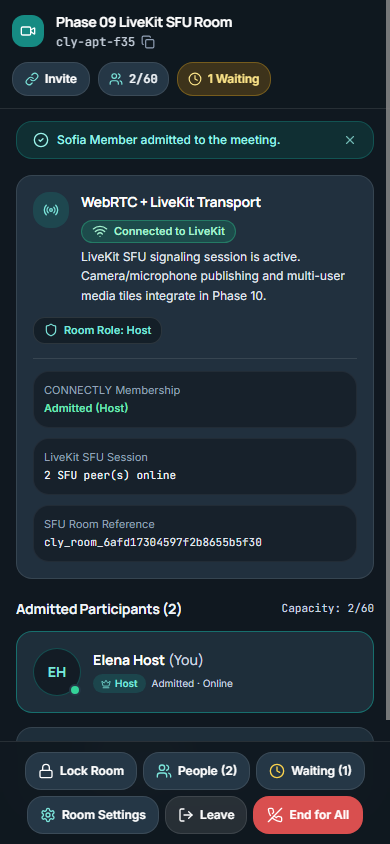 Phase 09 LiveKit SFU Room
cly-apt-f35
Invite
2/60
1 Waiting
Sofia Member admitted to the meeting.
WebRTC + LiveKit Transport
Connected to LiveKit
LiveKit SFU signaling session is active.
Camera/microphone publishing and multi-user
media tiles integrate in Phase 10.
Room Role: Host
CONNECTLY Membership
Admitted (Host)
LiveKit SFU Session
2 SFU peer(s) online
SFU Room Reference
cly_room_6afd17304597f2b8655b5f30
Admitted Participants (2)
Capacity: 2/60
EH
Elena Host (You)
Host
Admitted · Online
Lock Room
People (2)
Waiting (1)
Room Settings
Leave
End for All